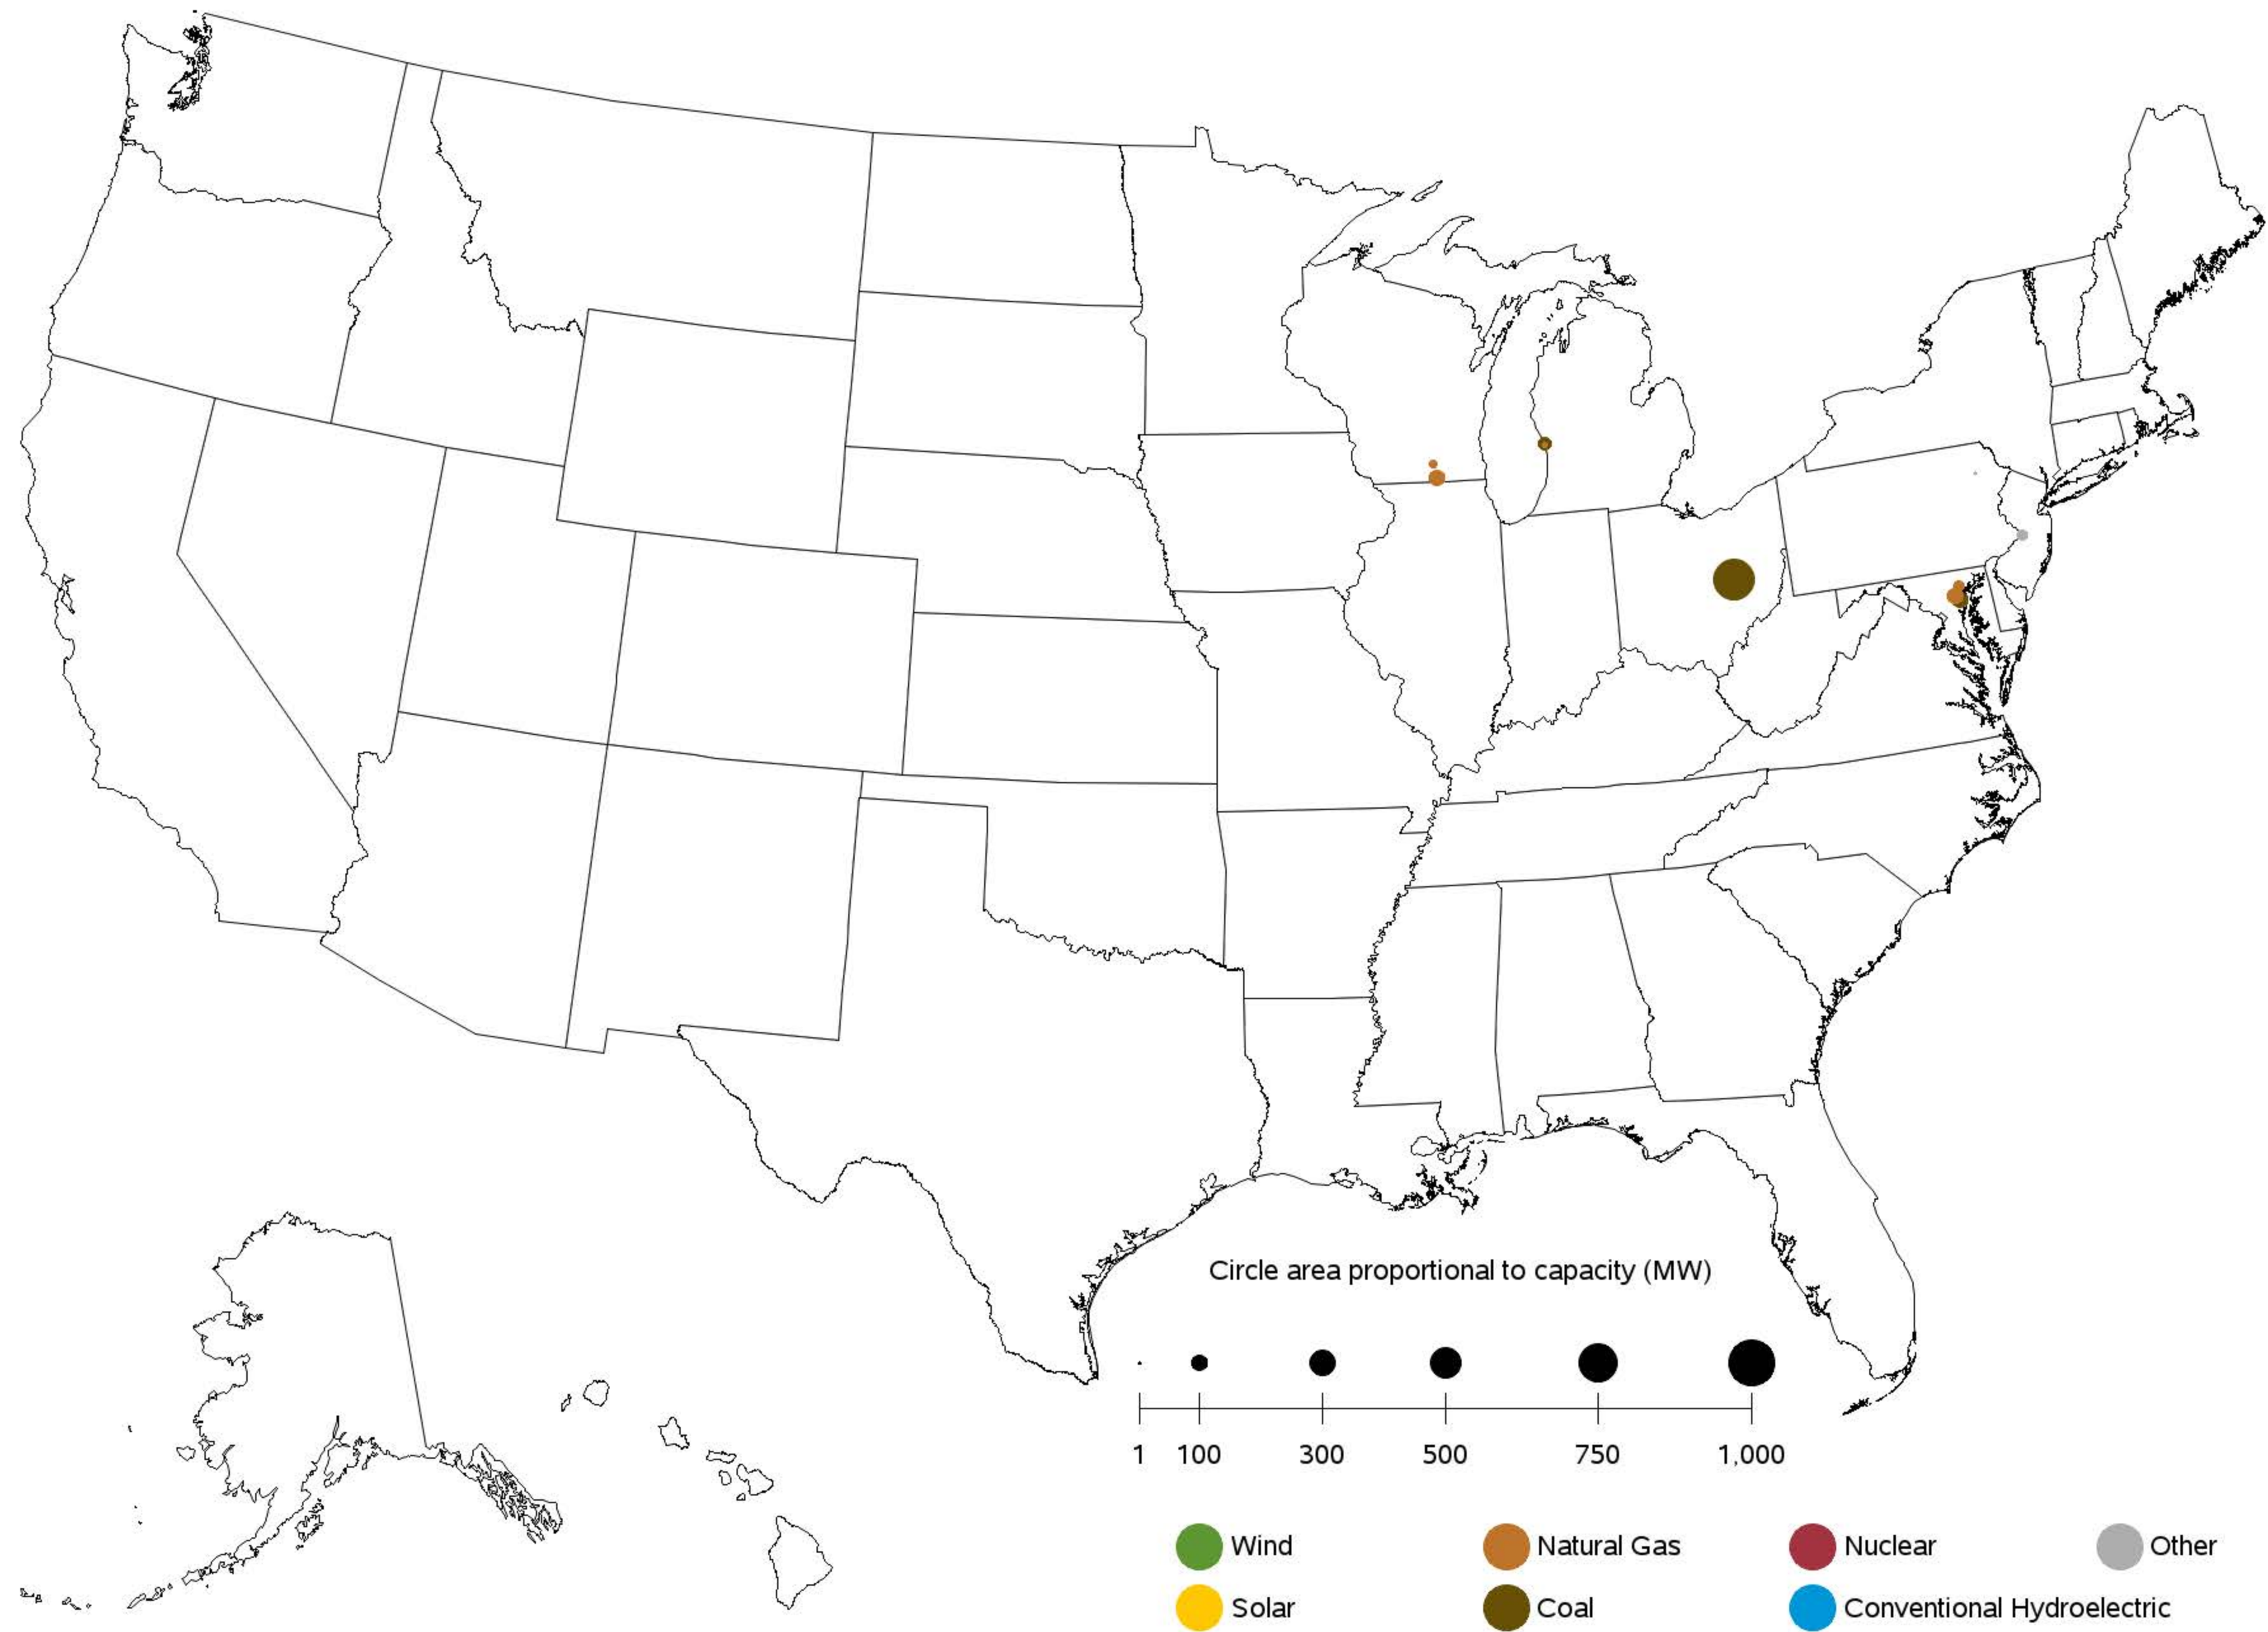 Circle area proportional to capacity (MW)
1 100 300 500 750 1,000
Wind Natural Gas Nuclear Other
Solar Coal Conventional Hydroelectric